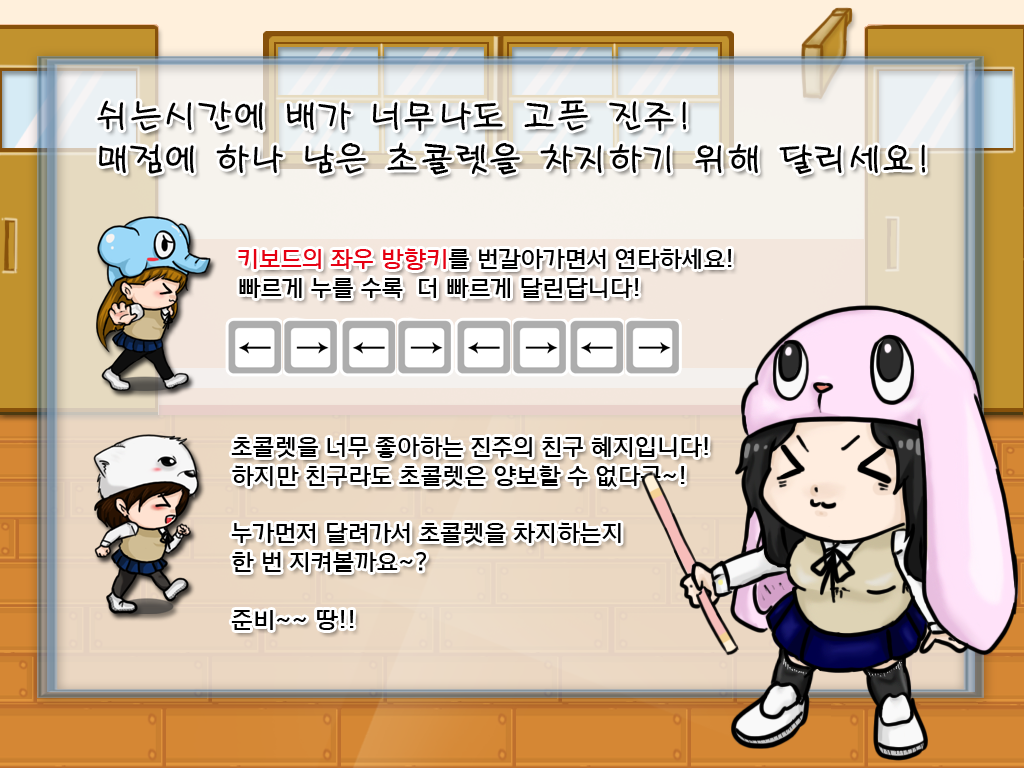 쉬는시간에 배가 너무나도 고픈 진주!
매점에 하나 남은 초콜렛을 차지하기 위해 달리세요!
키보드의 좌우 방향키를 번갈아가면서 연타하세요!
빠르게 누를 수록 더 빠르게 달린답니다!
← → ← → ← → ← →
초콜렛을 너무 좋아하는 진주의 친구 혜지입니다!
하지만 친구라도 초콜렛은 양보할 수 없다구~!
누가먼저 달려가서 초콜렛을 차지하는지
한 번 지켜볼까요~?
준비~~ 땅!!